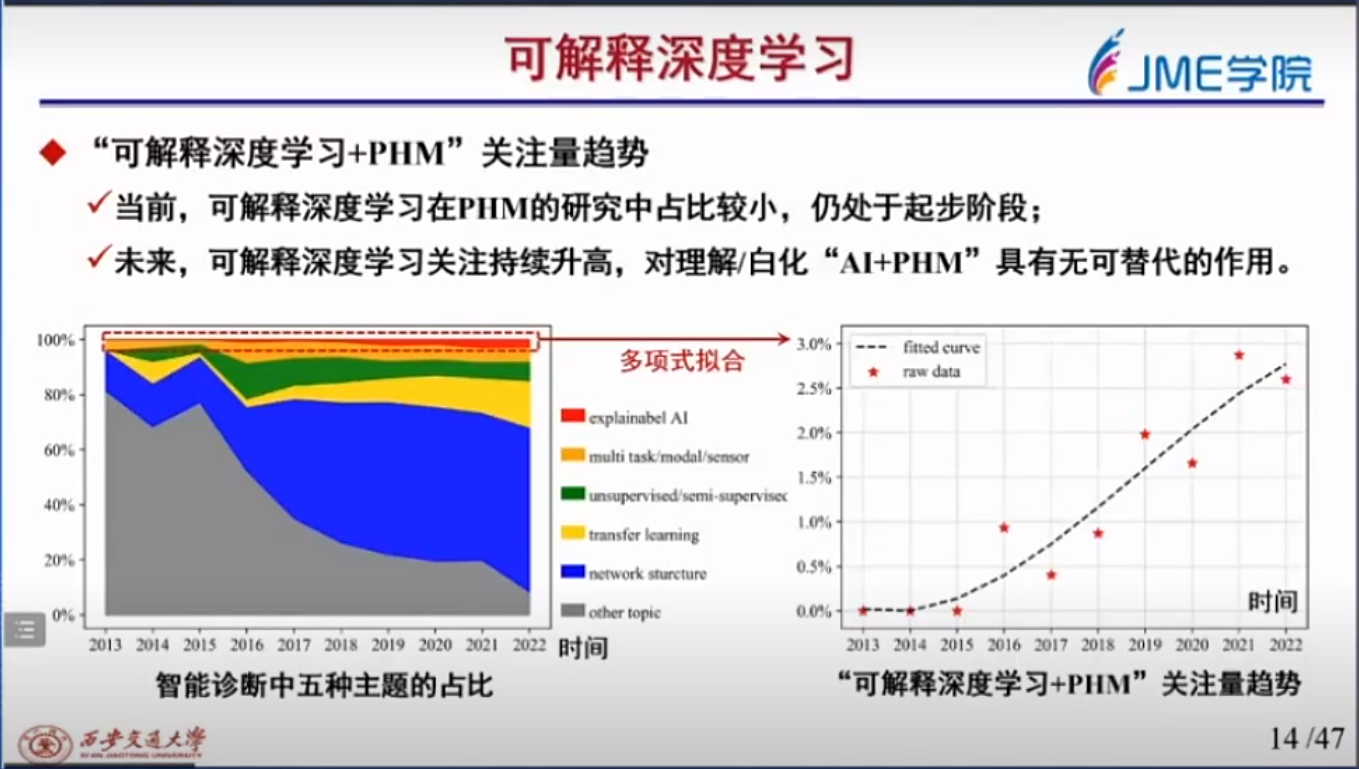 可解释深度学习
JME学院
“可解释深度学习+PHM”关注量趋势
当前，可解释深度学习在PHM的研究中占比较小，仍处于起步阶段；
未来，可解释深度学习关注持续升高，对理解/白化“AI+PHM”具有无可替代的作用。
100%
80%
60%
40%
20%
0%
2013 2014 2015 2016 2017 2018 2019 2020 2021 2022
时间
智能诊断中五种主题的占比
多项式拟合
explainabel AI
multi task/modal/sensor
unsupervised/semi-supervised
transfer learning
network sturcture
other topic
3.0%
2.5%
2.0%
1.5%
1.0%
0.5%
0.0%
fitted curve
raw data
时间
2013 2014 2015 2016 2017 2018 2019 2020 2021 2022
“可解释深度学习+PHM”关注量趋势
西安交通大学
XI'AN JIAOTONG UNIVERSITY
14 /47